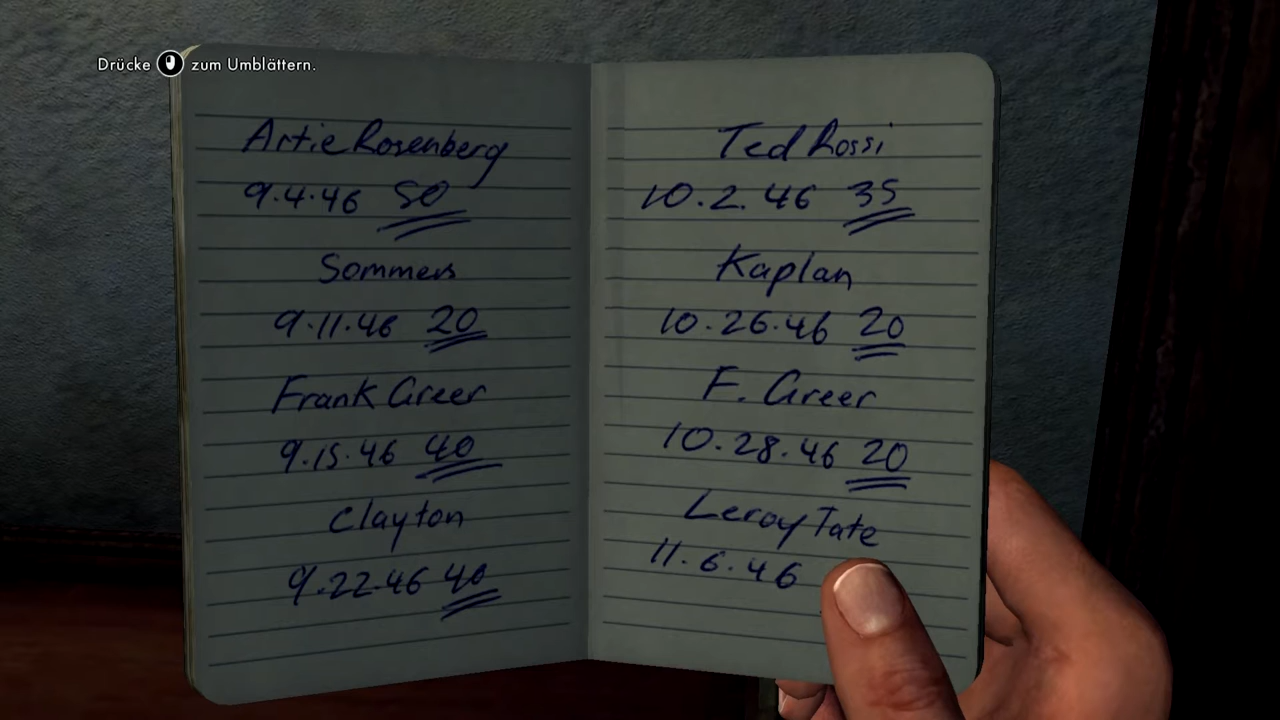 Drücke zum Umblättern.
Artie Rosenberg
9.4.46 50
Sommers
9.11.46 20
Frank Greer
9.15.46 40
Clayton
9.22.46 40
Ted Rossi
10.2.46 35
Kaplan
10.26.46 20
F. Greer
10.28.46 20
Leroy Tate
11.6.46